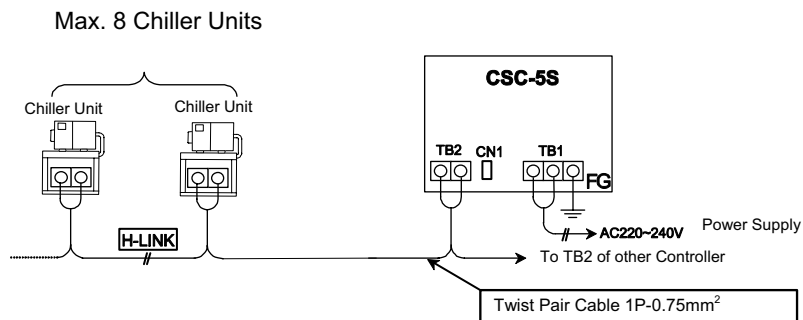 Max. 8 Chiller Units
CSC-5S
Chiller Unit
Chiller Unit
TB2
CN1
TB1
FG
H-LINK
AC220~240V
Power Supply
To TB2 of other Controller
Twist Pair Cable 1P-0.75mm²